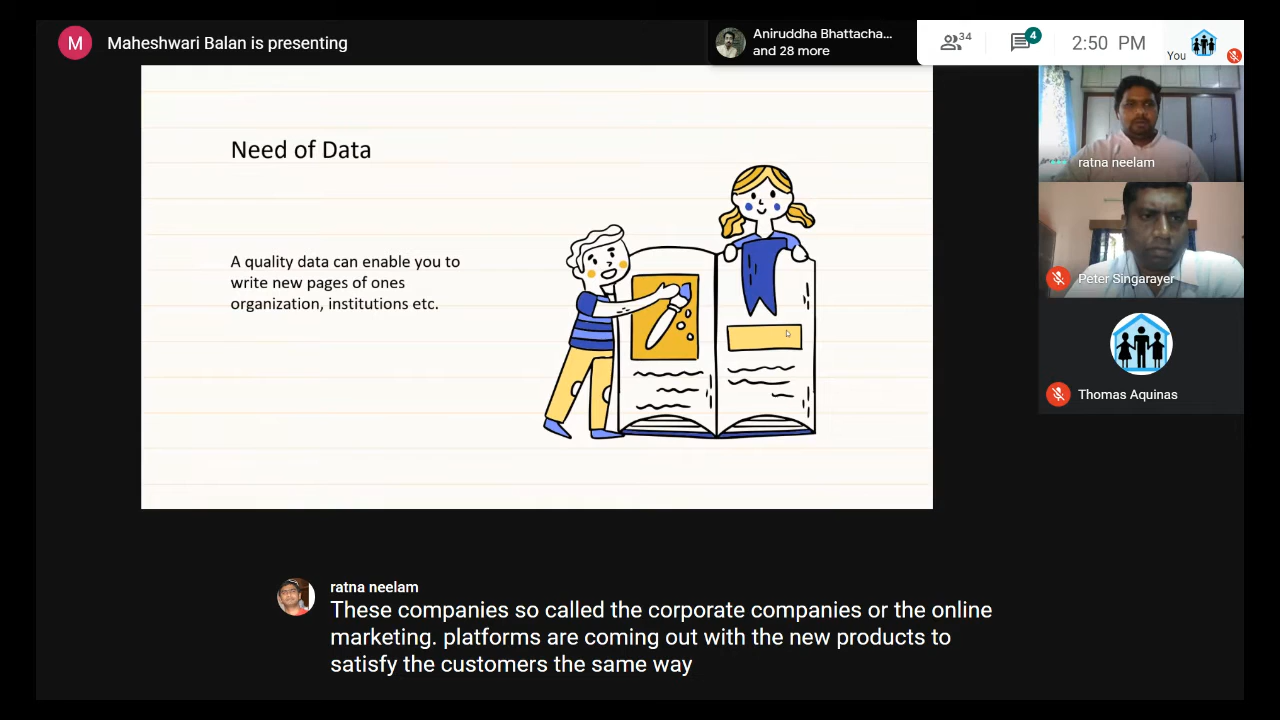 M Maheshwari Balan is presenting
Aniruddha Bhattacha...
and 28 more
34
4
2:50 PM
You
Need of Data
A quality data can enable you to
write new pages of ones
organization, institutions etc.
ratna neelam
Peter Singarayer
Thomas Aquinas
ratna neelam
These companies so called the corporate companies or the online
marketing. platforms are coming out with the new products to
satisfy the customers the same way